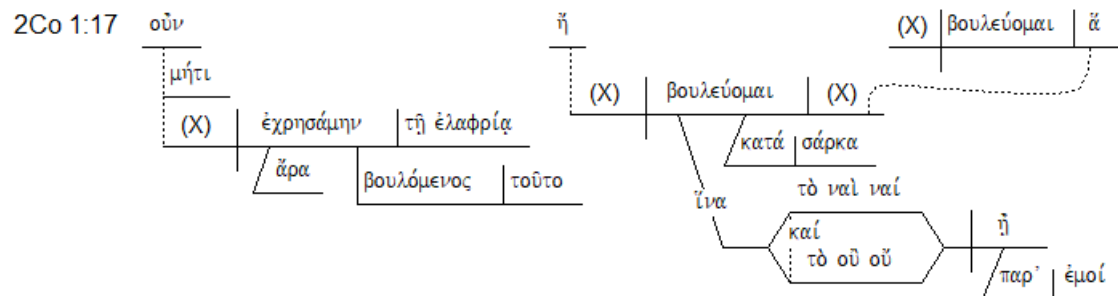 2Co 1:17 οὖν ἤ (X) βουλεύομαι ἅ
μήτι
(X) ἐχρησάμην τῇ ἐλαφρίᾳ (X) βουλεύομαι (X)
ἄρα κατά σάρκα
βουλόμενος τοῦτο
ἵνα τὸ ναὶ ναί
καί ᾖ
τὸ οὒ οὔ
παρ' ἐμοί